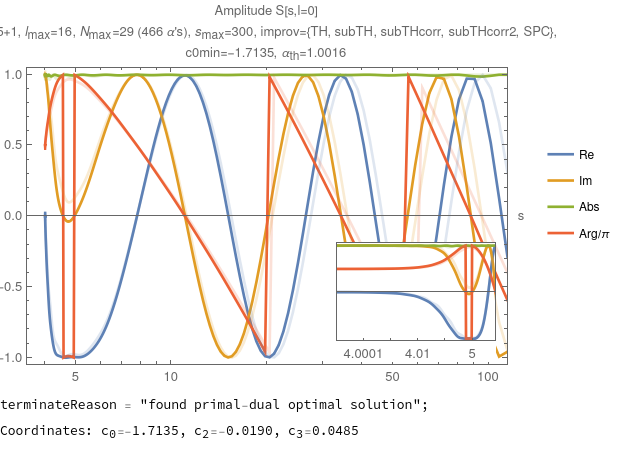 Amplitude S[s,l=0]
5+1, lmax=16, Nmax=29 (466 α's), smax=300, improv={TH, subTH, subTHcorr, subTHcorr2, SPC},
c0min=−1.7135, αth=1.0016
1.0
0.5
0.0
-0.5
-1.0
5
10
50
100
s
Re
Im
Abs
Arg/π
4.0001
4.01
5
terminateReason = "found primal-dual optimal solution";
Coordinates: c0=-1.7135, c2=-0.0190, c3=0.0485